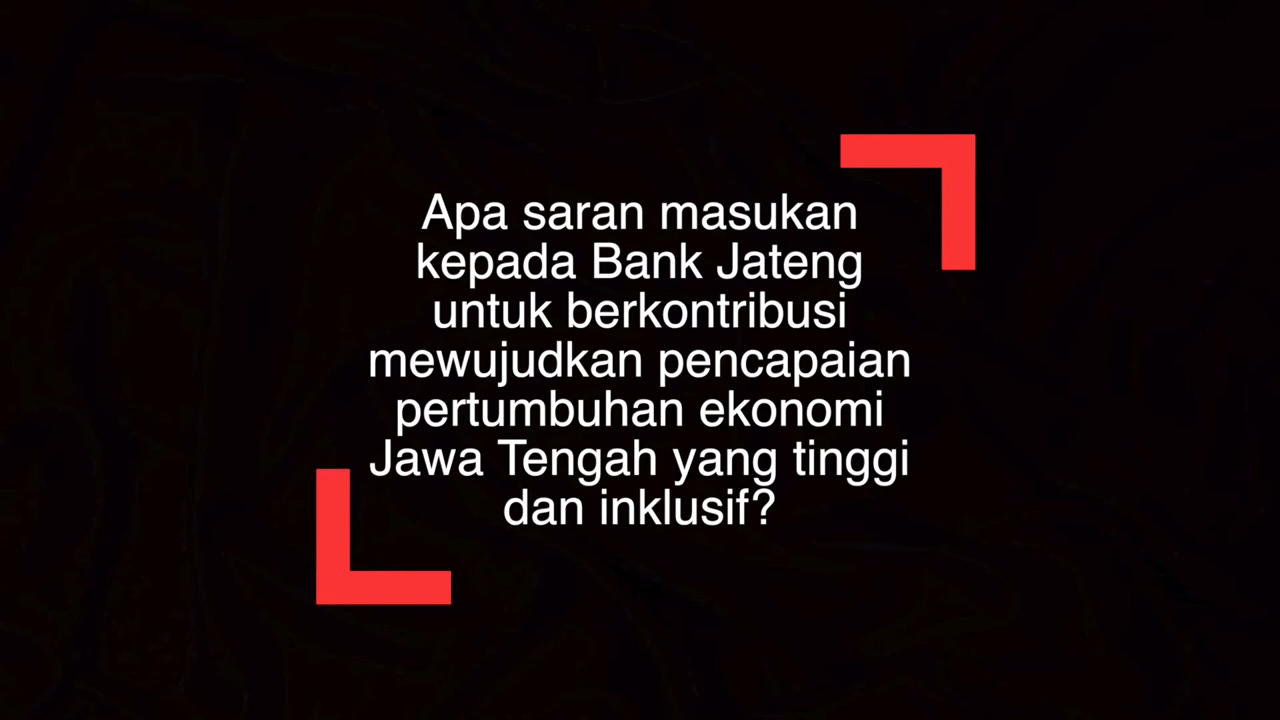 Apa saran masukan
kepada Bank Jateng
untuk berkontribusi
mewujudkan pencapaian
pertumbuhan ekonomi
Jawa Tengah yang tinggi
dan inklusif?